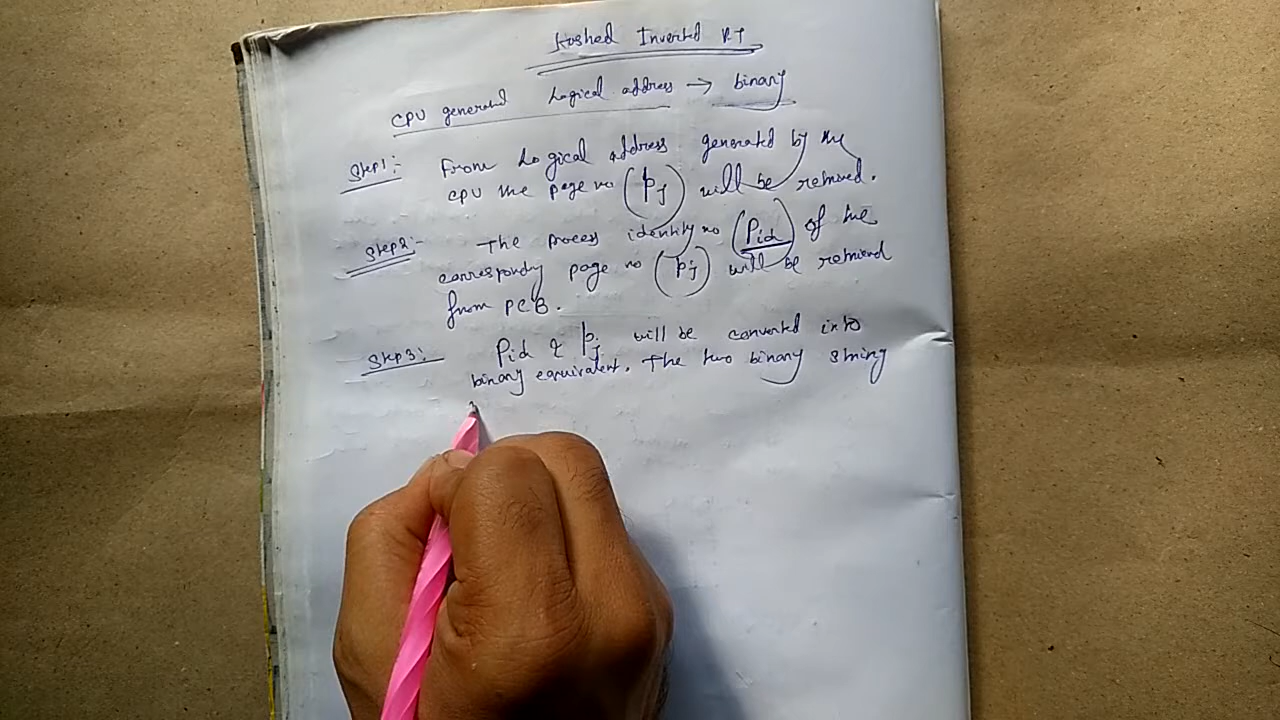 Hashed Inverted P.T
CPU generated Logical address → binary
Step1:- From Logical address generated by the
CPU the page no (Pj) will be retrieved.
Step2:- The process identity no (Pid) of the
corresponding page no (Pj) will be retrieved
from PCB.
Step3:- Pid & Pj will be converted into
binary equivalent. The two binary string